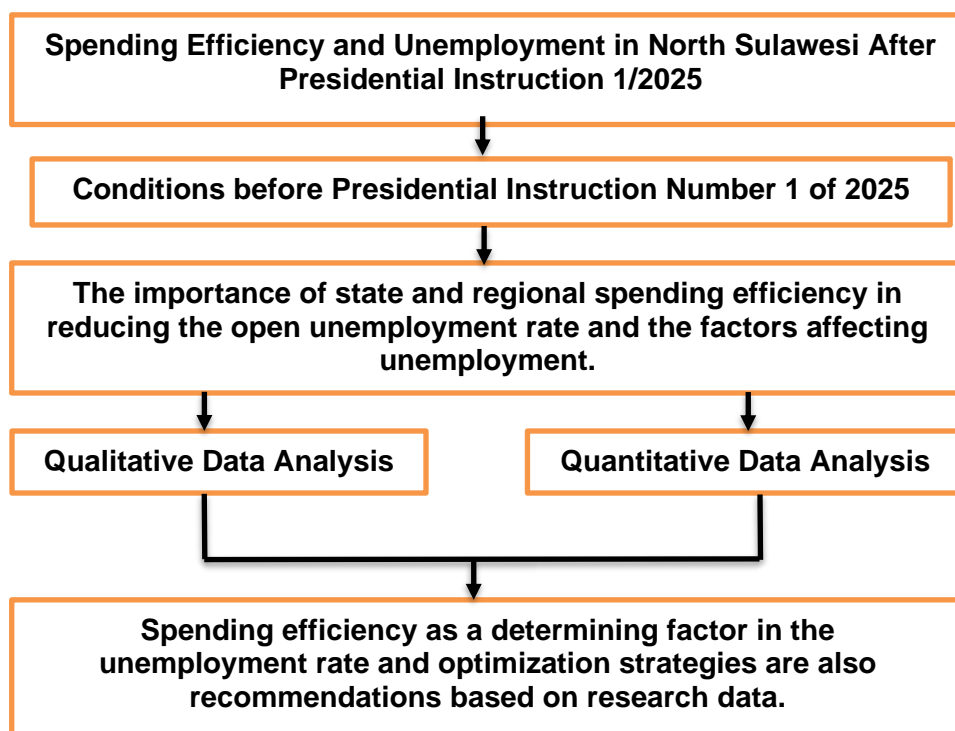 Spending Efficiency and Unemployment in North Sulawesi After
Presidential Instruction 1/2025
Conditions before Presidential Instruction Number 1 of 2025
The importance of state and regional spending efficiency in
reducing the open unemployment rate and the factors affecting
unemployment.
Qualitative Data Analysis
Quantitative Data Analysis
Spending efficiency as a determining factor in the
unemployment rate and optimization strategies are also
recommendations based on research data.